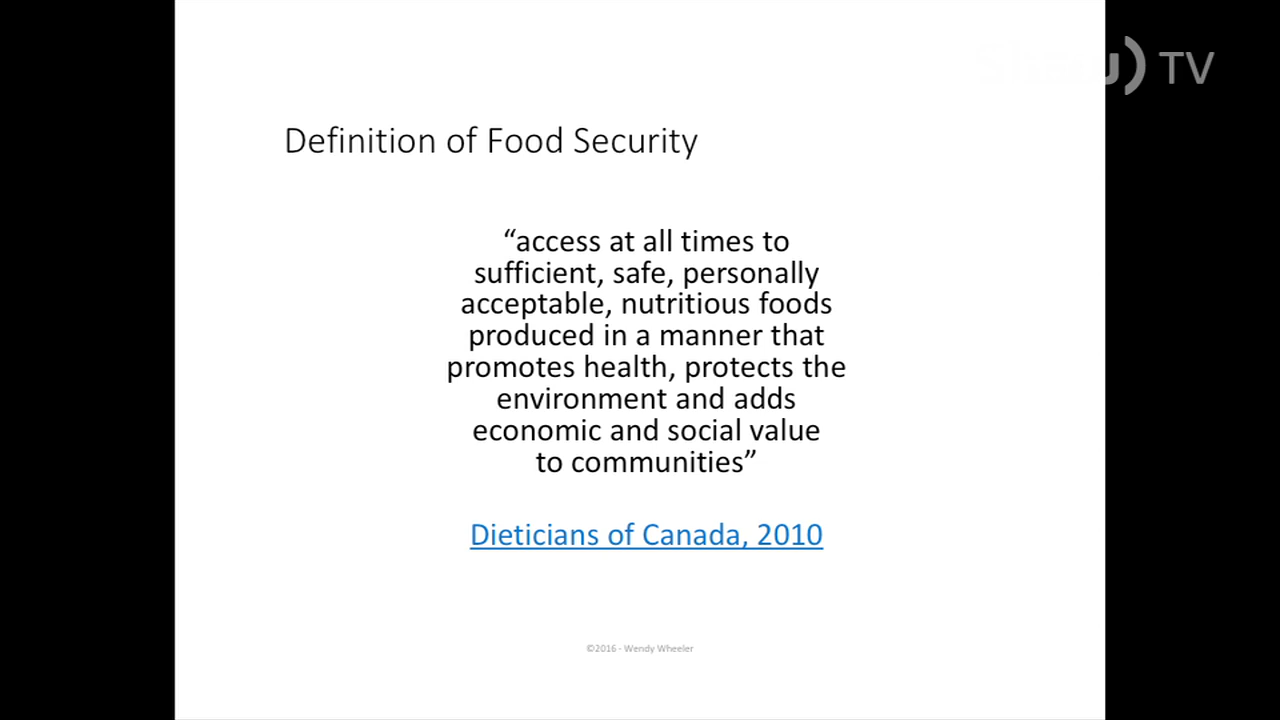 TV
Definition of Food Security
“access at all times to
sufficient, safe, personally
acceptable, nutritious foods
produced in a manner that
promotes health, protects the
environment and adds
economic and social value
to communities”
Dieticians of Canada, 2010
©2016 - Wendy Wheeler